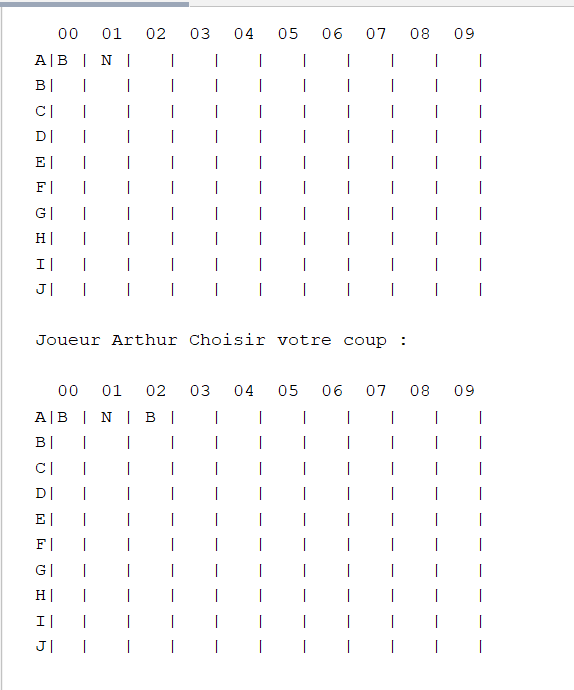 00  01  02  03  04  05  06  07  08  09
A|B |  N |   |   |   |   |   |   |   |
B|  |   |   |   |   |   |   |   |   |
C|  |   |   |   |   |   |   |   |   |
D|  |   |   |   |   |   |   |   |   |
E|  |   |   |   |   |   |   |   |   |
F|  |   |   |   |   |   |   |   |   |
G|  |   |   |   |   |   |   |   |   |
H|  |   |   |   |   |   |   |   |   |
I|  |   |   |   |   |   |   |   |   |
J|  |   |   |   |   |   |   |   |   |
Joueur Arthur Choisir votre coup :
00  01  02  03  04  05  06  07  08  09
A|B |  N |  B |   |   |   |   |   |   |   |
B|  |   |   |   |   |   |   |   |   |   |
C|  |   |   |   |   |   |   |   |   |   |
D|  |   |   |   |   |   |   |   |   |   |
E|  |   |   |   |   |   |   |   |   |   |
F|  |   |   |   |   |   |   |   |   |   |
G|  |   |   |   |   |   |   |   |   |   |
H|  |   |   |   |   |   |   |   |   |   |
I|  |   |   |   |   |   |   |   |   |   |
J|  |   |   |   |   |   |   |   |   |   |